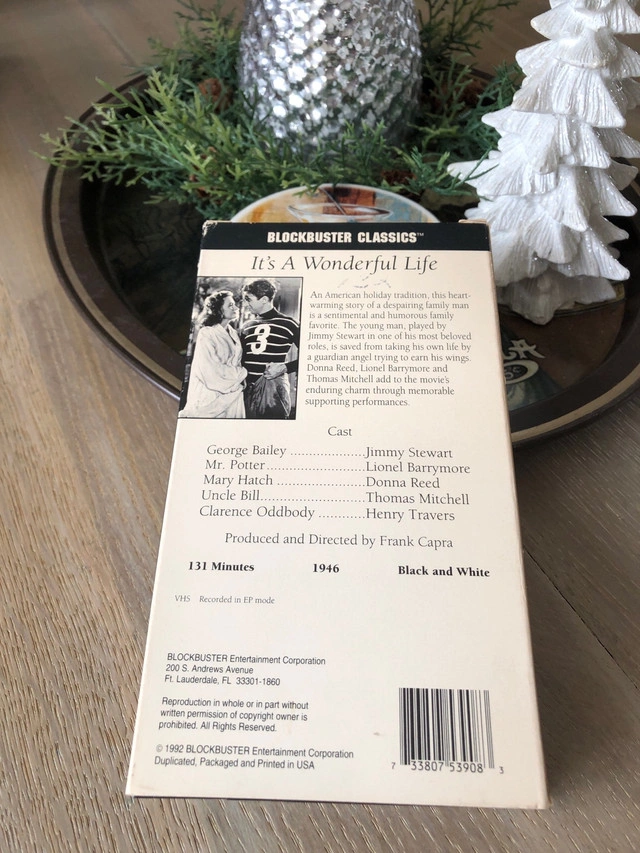 BLOCKBUSTER CLASSICS™
It's A Wonderful Life
An American holiday tradition, this heart-
warming story of a despairing family man
is a sentimental and humorous family
favorite. The young man, played by
Jimmy Stewart in one of his most beloved
roles, is saved from taking his own life by
a guardian angel trying to earn his wings.
Donna Reed, Lionel Barrymore and
Thomas Mitchell add to the movie's
enduring charm through memorable
supporting performances.
3
Cast
George Bailey ......................Jimmy Stewart
Mr. Potter.............................Lionel Barrymore
Mary Hatch ...........................Donna Reed
Uncle Bill...............................Thomas Mitchell
Clarence Oddbody ............Henry Travers
Produced and Directed by Frank Capra
131 Minutes 1946 Black and White
VHS Recorded in EP mode
BLOCKBUSTER Entertainment Corporation
200 S. Andrews Avenue
Ft. Lauderdale, FL 33301-1860
Reproduction in whole or in part without
written permission of copyright owner is
prohibited. All Rights Reserved.
© 1992 BLOCKBUSTER Entertainment Corporation
Duplicated, Packaged and Printed in USA
7 33807 53908 3